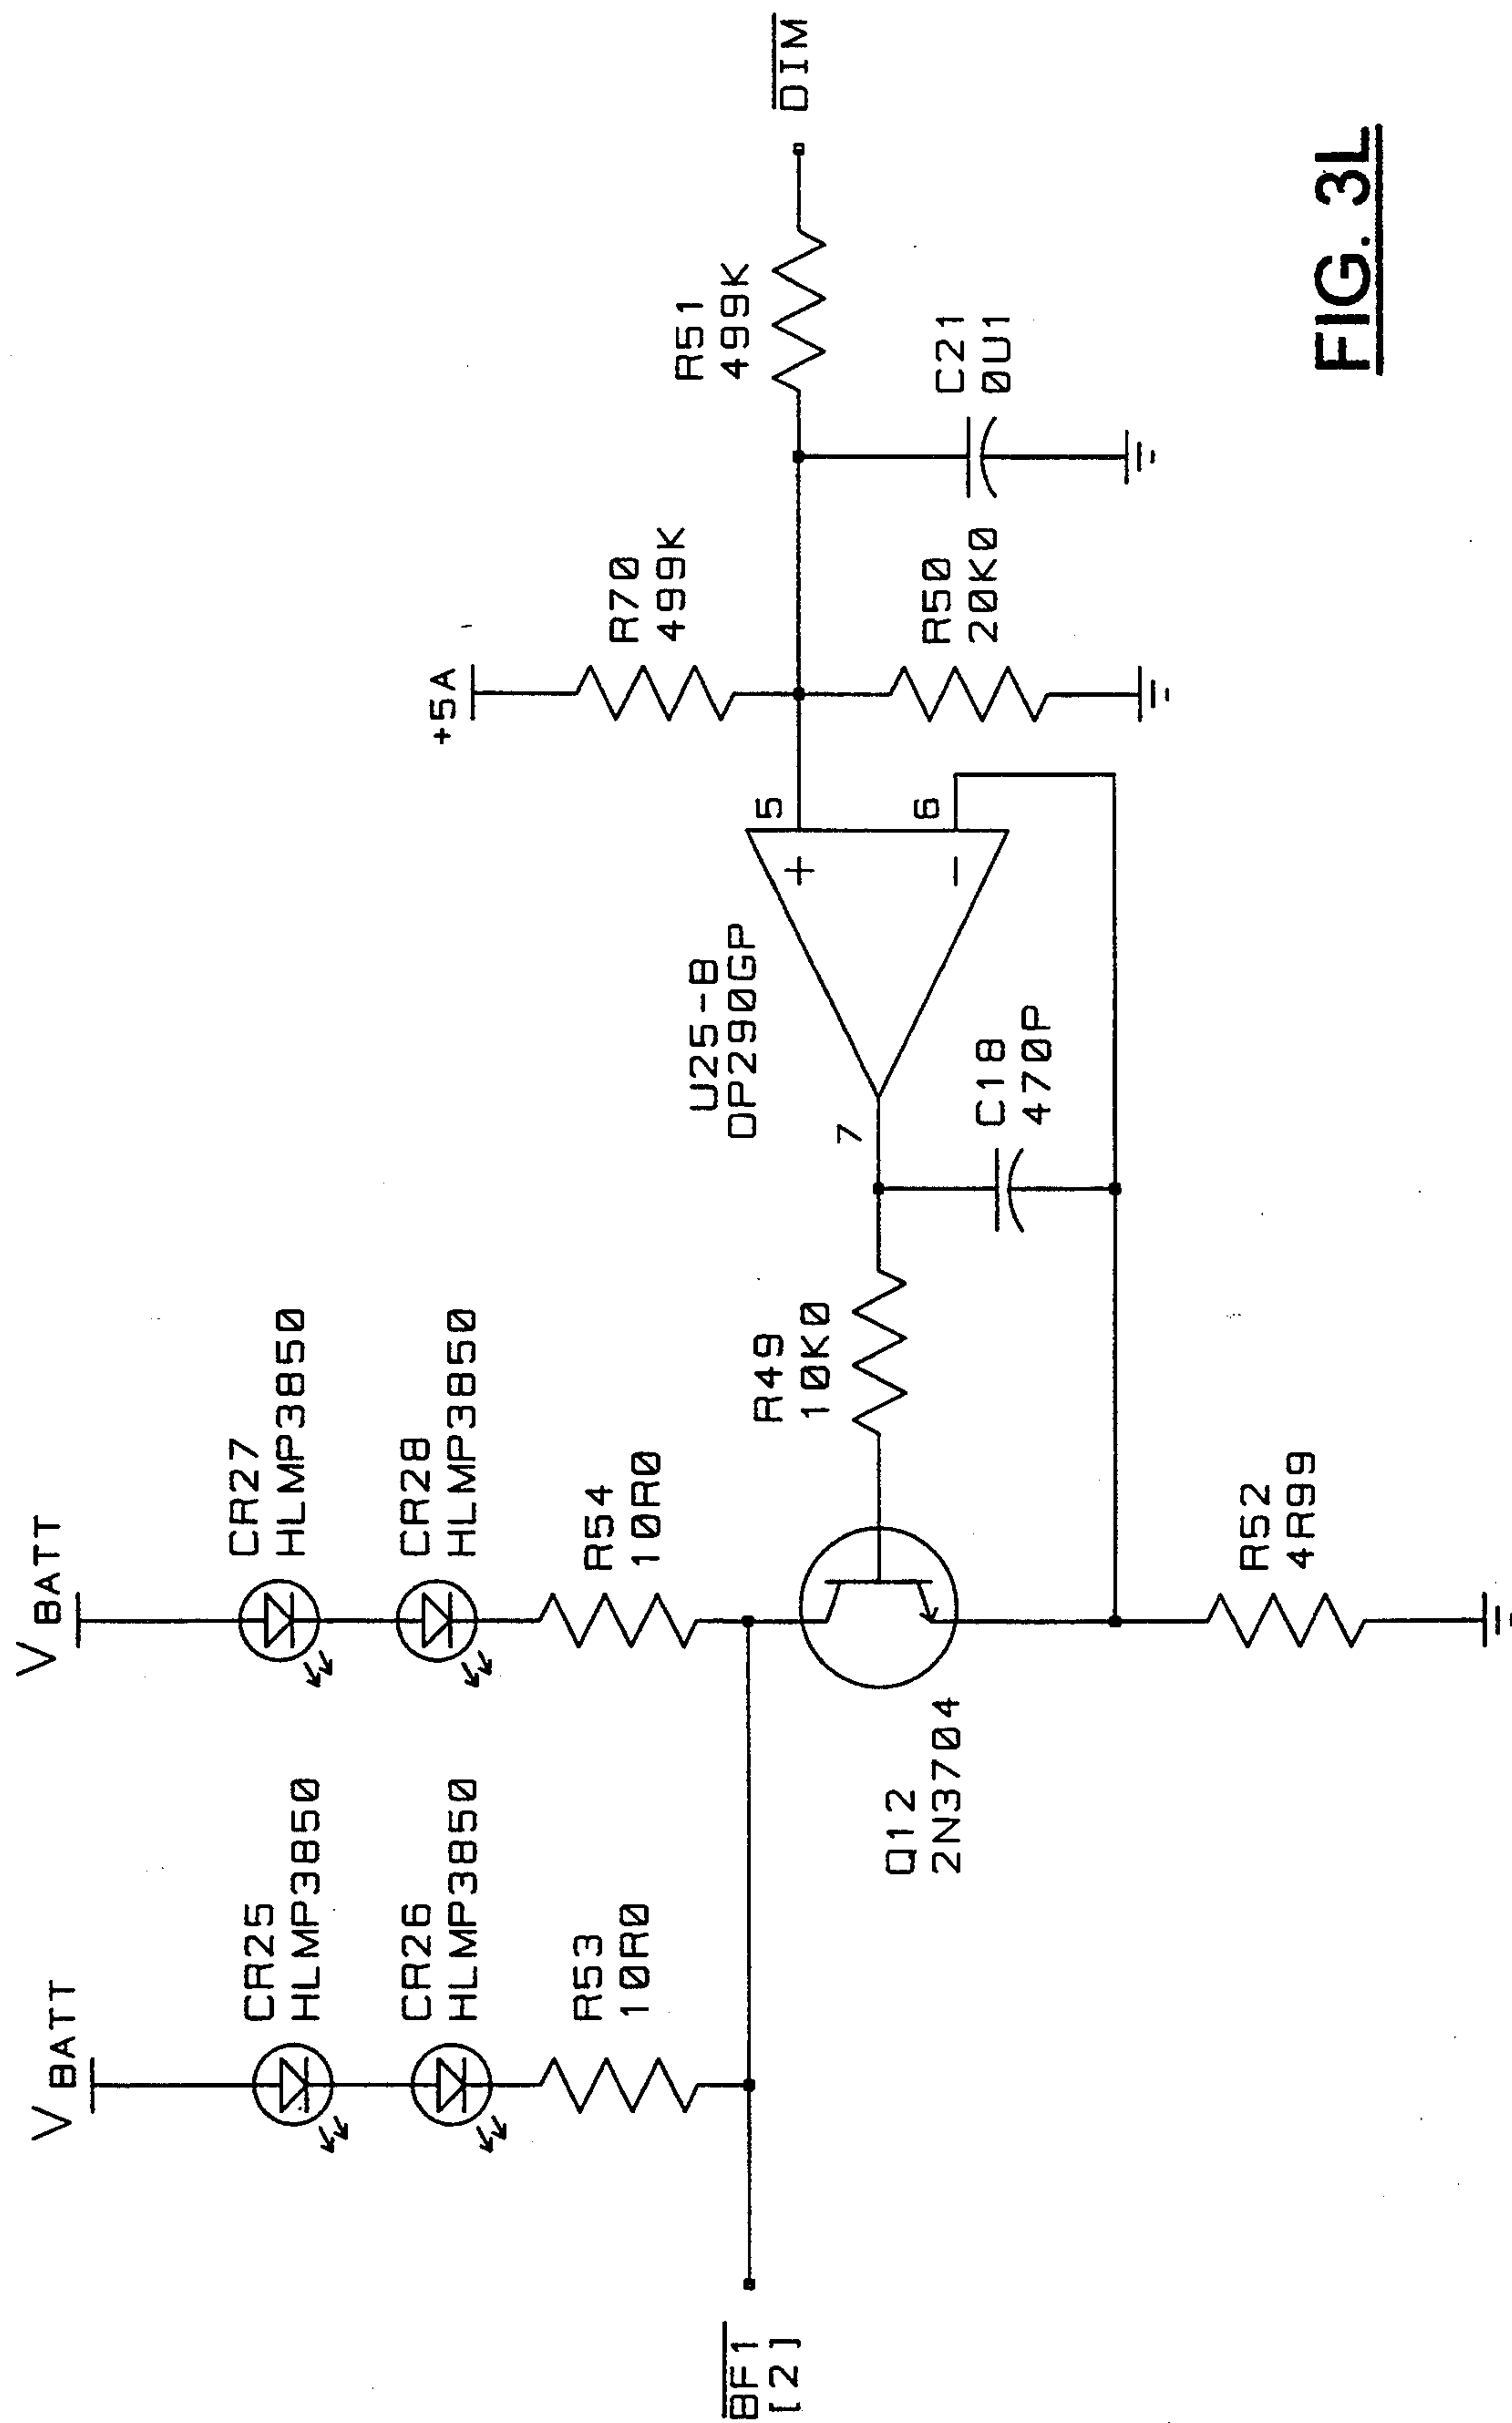 V BATT
CR25
HLMP3850
CR26
HLMP3850
R53
10R0
BF1
[2]
V BATT
CR27
HLMP3850
CR28
HLMP3850
R54
10R0
Q12
2N3704
R52
4R99
R49
10K0
C18
470P
U25-B
OP290GP
7
+
5
-
6
+5A
R70
499K
R50
20K0
R51
499K
C21
0U1
DIM
FIG. 3L